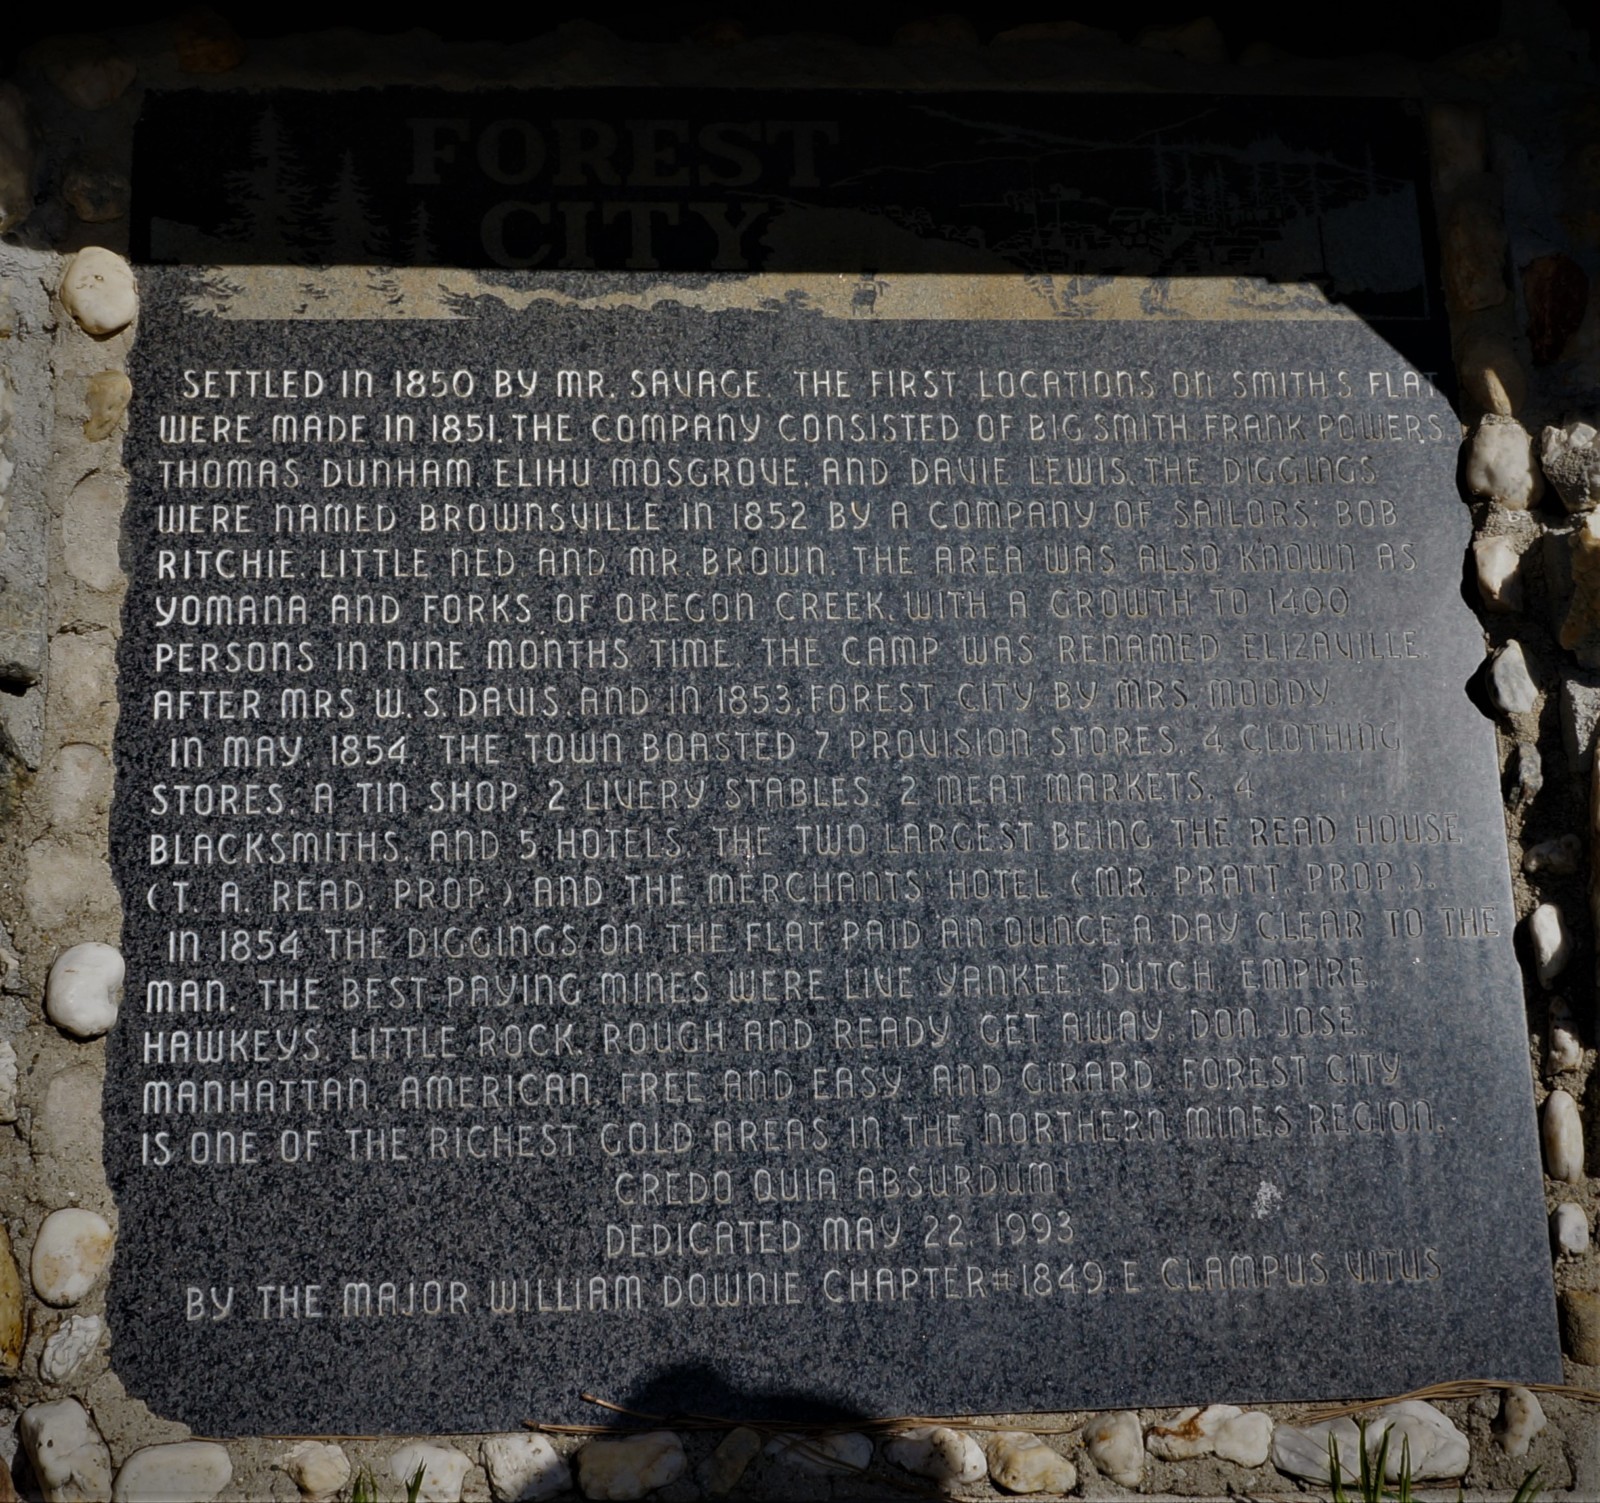 FOREST
CITY
SETTLED IN 1850 BY MR. SAVAGE. THE FIRST LOCATIONS ON SMITH'S FLAT
WERE MADE IN 1851. THE COMPANY CONSISTED OF BIG SMITH, FRANK POWERS,
THOMAS DUNHAM, ELIHU MOSGROVE, AND DAVIE LEWIS. THE DIGGINGS
WERE NAMED BROWNSVILLE IN 1852 BY A COMPANY OF SAILORS: BOB
RITCHIE, LITTLE NED AND MR. BROWN. THE AREA WAS ALSO KNOWN AS
YOMANA AND FORKS OF OREGON CREEK. WITH A GROWTH TO 1400
PERSONS IN NINE MONTHS TIME, THE CAMP WAS RENAMED ELIZAVILLE,
AFTER MRS W. S. DAVIS, AND IN 1853, FOREST CITY BY MRS. MOODY.
IN MAY, 1854, THE TOWN BOASTED 7 PROVISION STORES, 4 CLOTHING
STORES, A TIN SHOP, 2 LIVERY STABLES, 2 MEAT MARKETS, 4
BLACKSMITHS, AND 5 HOTELS, THE TWO LARGEST BEING THE READ HOUSE
(T. A. READ, PROP.) AND THE MERCHANTS HOTEL (MR. PRATT, PROP.).
IN 1854 THE DIGGINGS ON THE FLAT PAID AN OUNCE A DAY CLEAR TO THE
MAN. THE BEST PAYING MINES WERE LIVE YANKEE, DUTCH, EMPIRE,
HAWKEYS, LITTLE ROCK, ROUGH AND READY, GET AWAY, DON JOSE,
MANHATTAN, AMERICAN, FREE AND EASY, AND GIRARD. FOREST CITY
IS ONE OF THE RICHEST GOLD AREAS IN THE NORTHERN MINES REGION.
CREDO QUIA ABSURDUM!
DEDICATED MAY 22, 1993
BY THE MAJOR WILLIAM DOWNIE CHAPTER #1849, E CLAMPUS VITUS